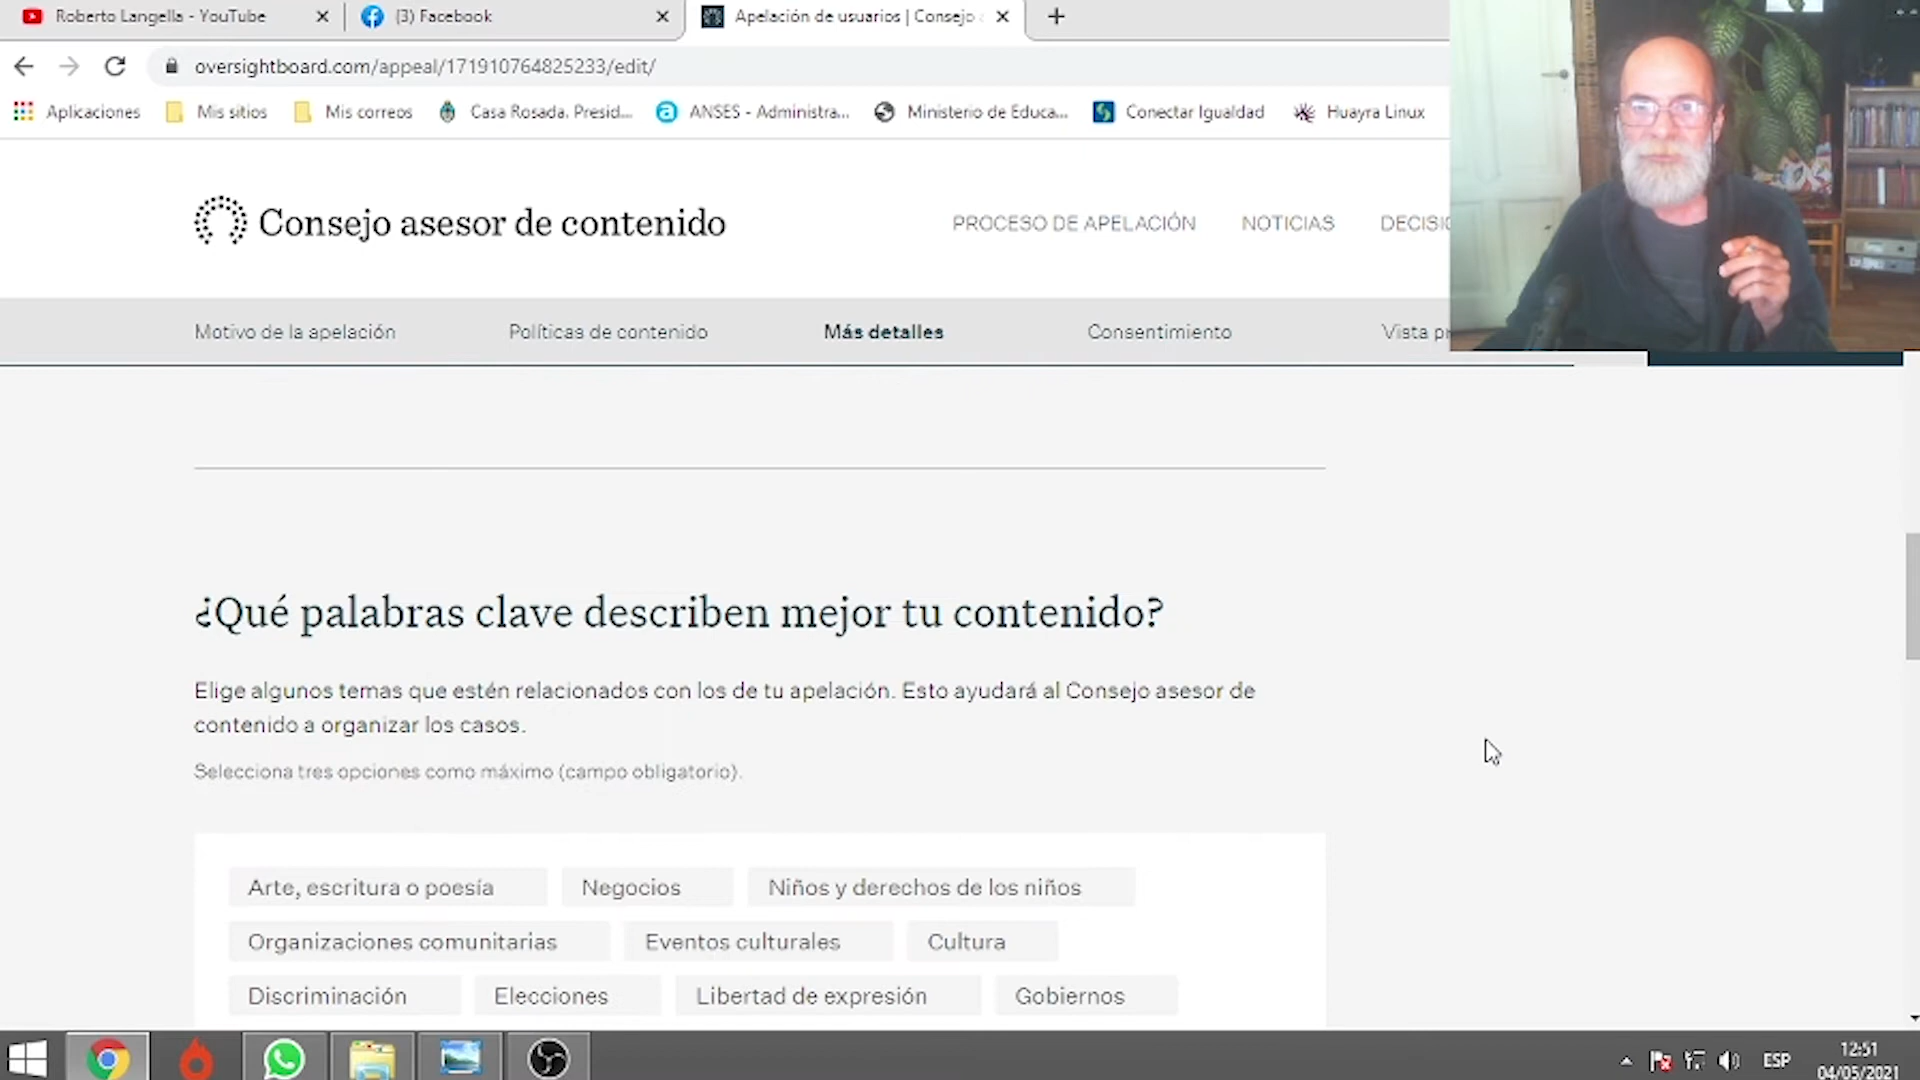 Roberto Langella - YouTube
(3) Facebook
Apelación de usuarios | Consejo
oversightboard.com/appeal/171910764825233/edit/
Aplicaciones
Mis sitios
Mis correos
Casa Rosada. Presid...
ANSES - Administra...
Ministerio de Educa...
Conectar Igualdad
Huayra Linux
Consejo asesor de contenido
PROCESO DE APELACIÓN
NOTICIAS
DECISIO
Motivo de la apelación
Políticas de contenido
Más detalles
Consentimiento
Vista pr
¿Qué palabras clave describen mejor tu contenido?
Elige algunos temas que estén relacionados con los de tu apelación. Esto ayudará al Consejo asesor de
contenido a organizar los casos.
Selecciona tres opciones como máximo (campo obligatorio).
Arte, escritura o poesía
Negocios
Niños y derechos de los niños
Organizaciones comunitarias
Eventos culturales
Cultura
Discriminación
Elecciones
Libertad de expresión
Gobiernos
ESP
12:51
04/05/2021